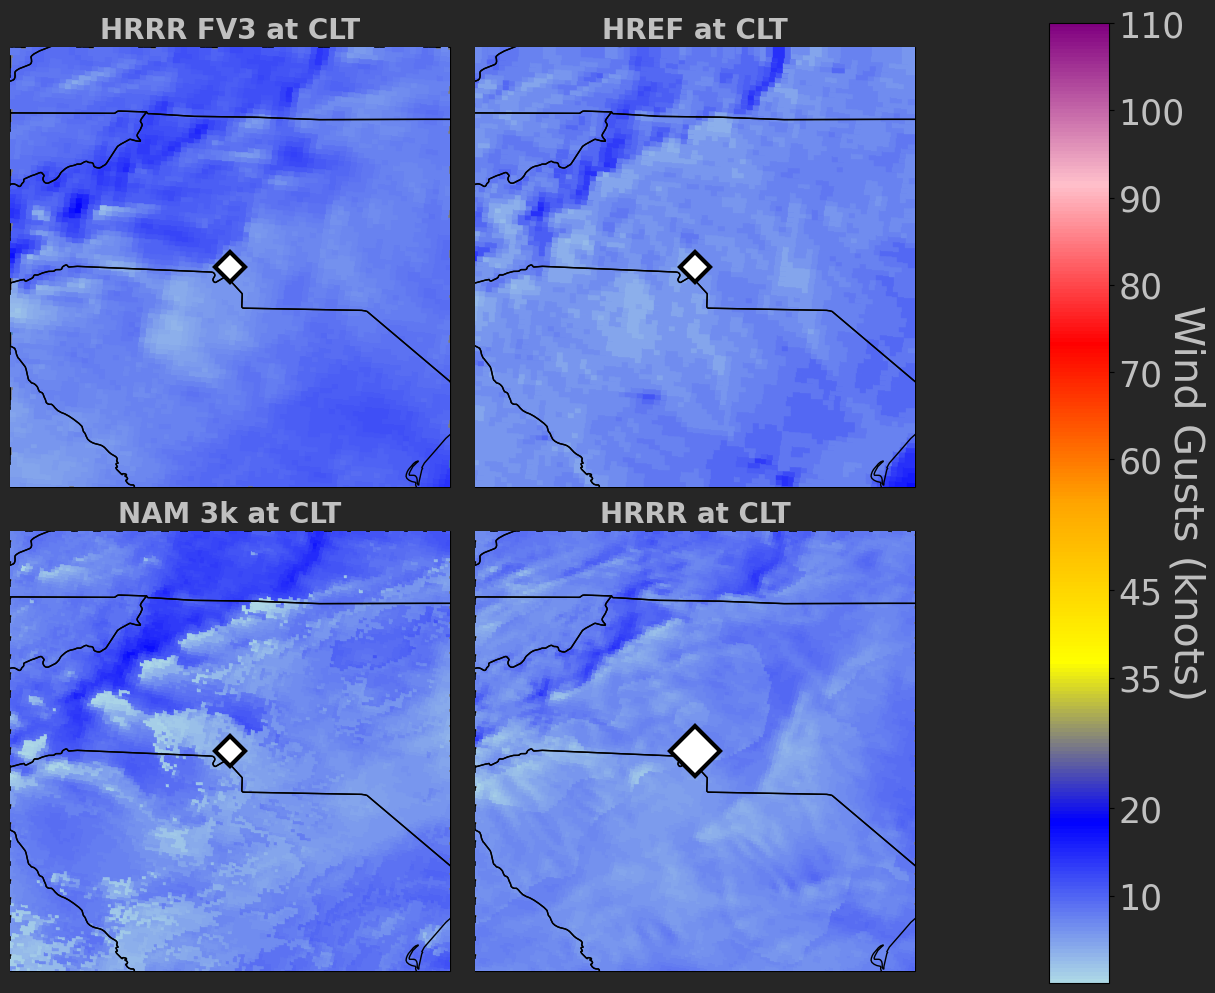 HRRR FV3 at CLT
HREF at CLT
NAM 3k at CLT
HRRR at CLT
110
100
90
80
70
60
45
35
20
10
Wind Gusts (knots)